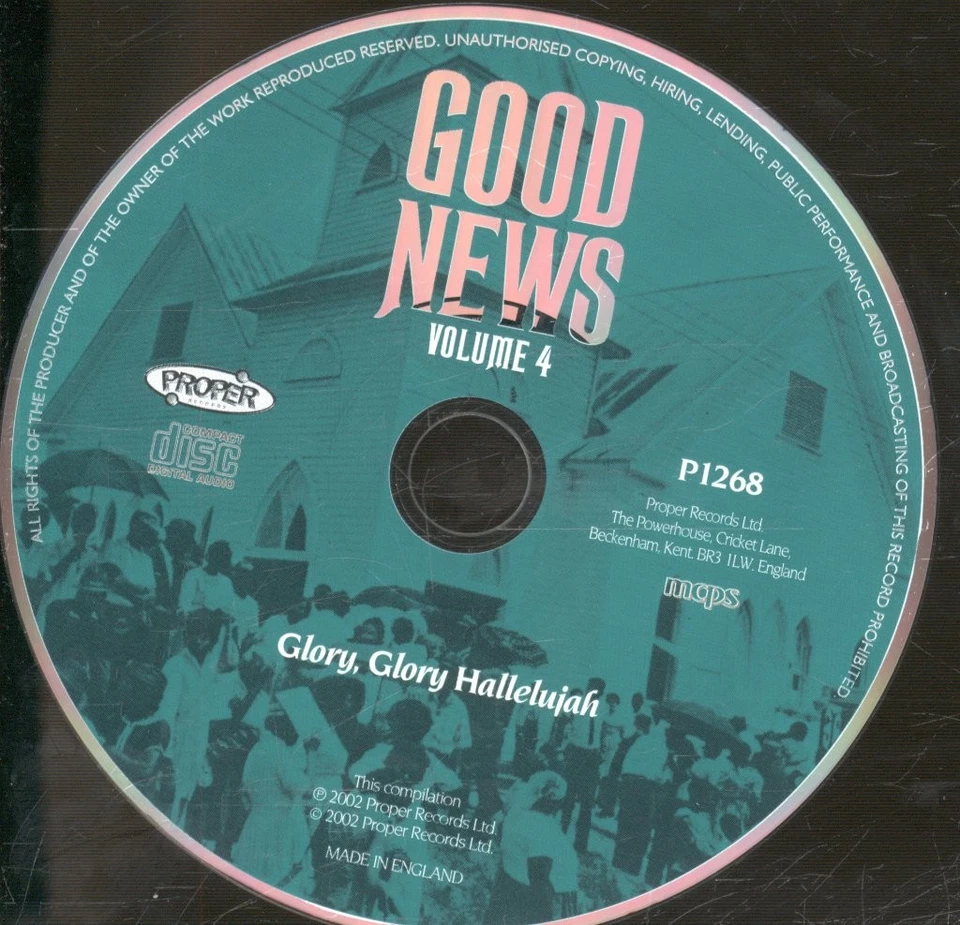 ALL RIGHTS OF THE PRODUCER AND OF THE OWNER OF THE WORK REPRODUCED RESERVED. UNAUTHORISED COPYING, HIRING, LENDING, PUBLIC PERFORMANCE AND BROADCASTING OF THIS RECORD PROHIBITED
GOOD
NEWS
VOLUME 4
PROPER
RECORDS
COMPACT
disc
DIGITAL AUDIO
P1268
Proper Records Ltd.
The Powerhouse, Cricket Lane,
Beckenham, Kent. BR3 1LW. England
mcps
Glory, Glory Hallelujah
This compilation
℗ 2002 Proper Records Ltd.
© 2002 Proper Records Ltd.
MADE IN ENGLAND